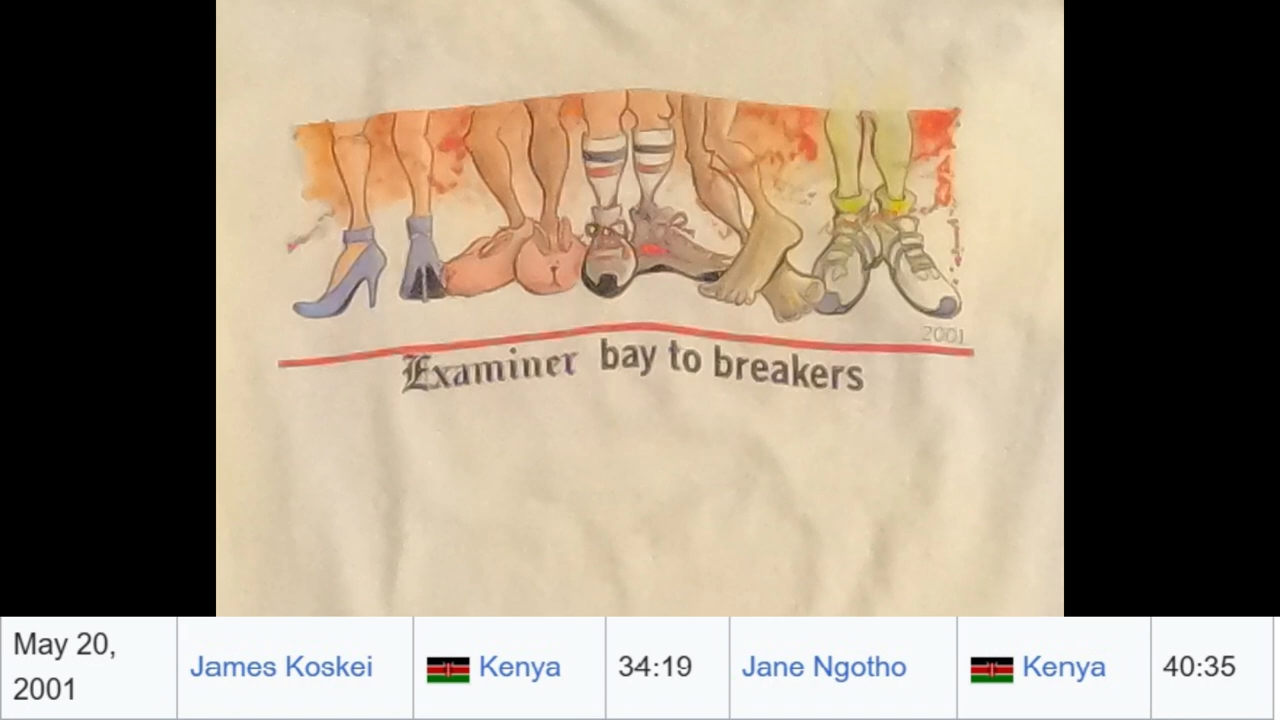 2001
Examiner bay to breakers
May 20,
2001
James Koskei
Kenya
34:19
Jane Ngotho
Kenya
40:35